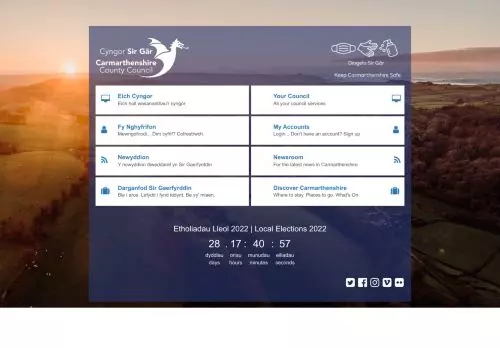 Cyngor Sir Gâr
Carmarthenshire
County Council
Diogelu Sir Gâr
Keep Carmarthenshire Safe
Eich Cyngor
Eich holl wasanaethau'r cyngor
Your Council
All your council services
Fy Nghyfrifon
Mewngofnodi... Dim cyfrif? Cofrestrwch
My Accounts
Login... Don't have an account? Sign up
Newyddion
Y newyddion diweddaraf yn Sir Gaerfyrddin
Newsroom
For the latest news in Carmarthenshire
Darganfod Sir Gaerfyrddin
Ble i aros. Lefydd i fynd iddynt. Be sy' mlaen.
Discover Carmarthenshire
Where to stay. Places to go. What's On
Etholiadau Lleol 2022 | Local Elections 2022
28 . 17 : 40 : 57
dyddiau oriau munudau eiliadau
days hours minutes seconds